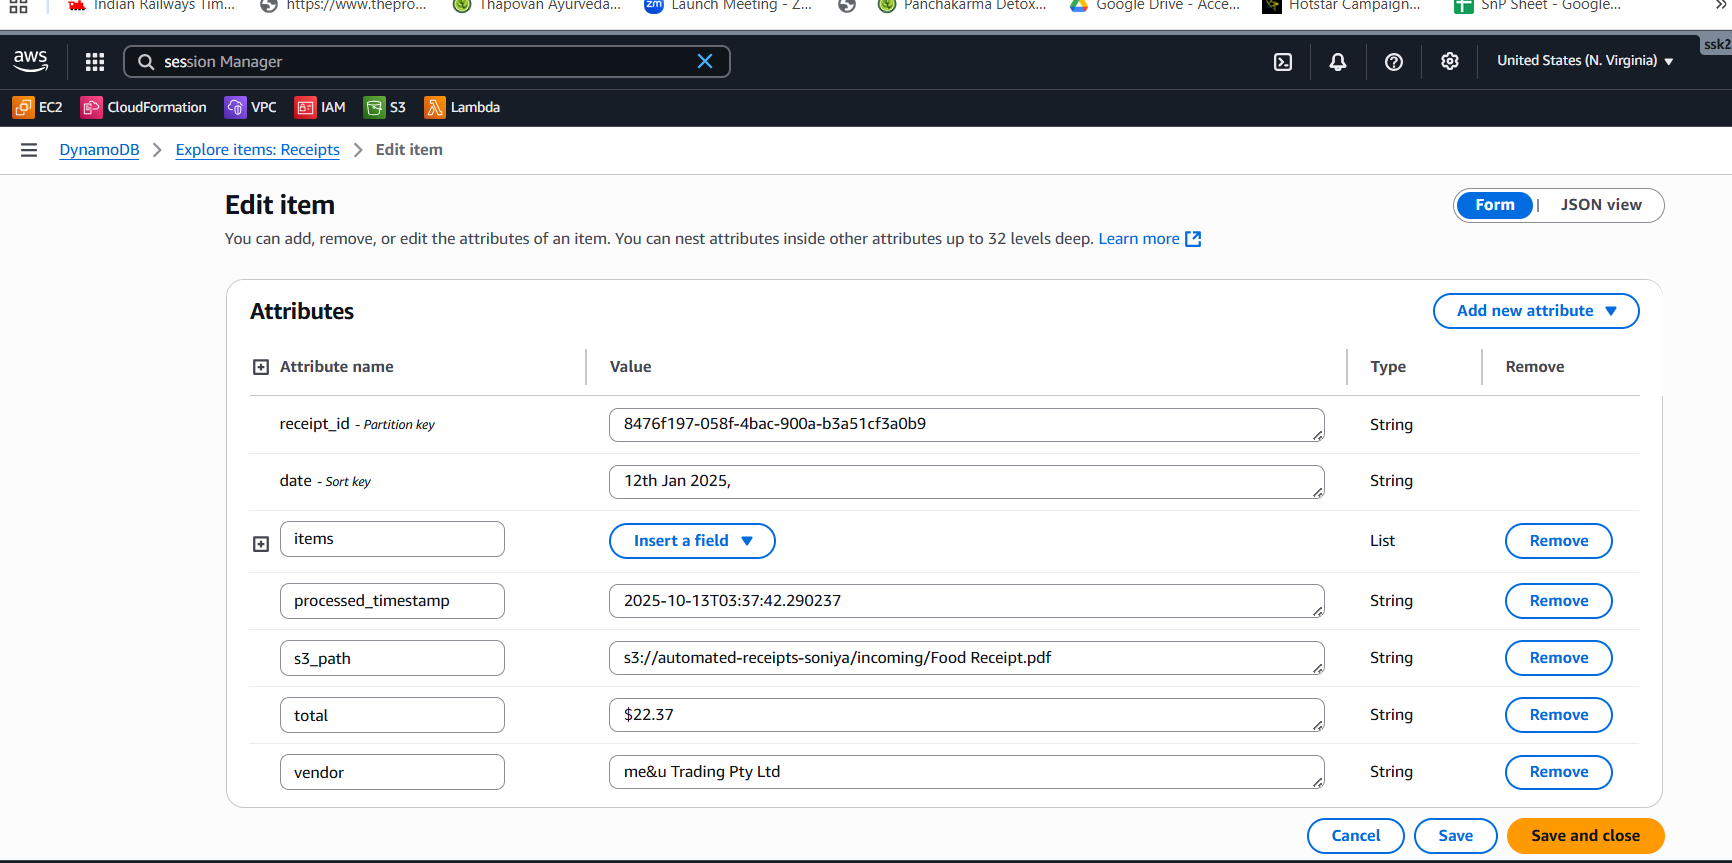 Indian Railways Tim... https://www.thepro... Thapovan Ayurveda... zm Launch Meeting - Z... Panchakarma Detox... Google Drive - Acce... Hotstar Campaign... SnP Sheet - Google... »
aws session Manager United States (N. Virginia) ssk2
EC2 CloudFormation VPC IAM S3 Lambda
DynamoDB > Explore items: Receipts > Edit item
Edit item Form | JSON view
You can add, remove, or edit the attributes of an item. You can nest attributes inside other attributes up to 32 levels deep. Learn more
Attributes Add new attribute
Attribute name Value Type Remove
receipt_id - Partition key 8476f197-058f-4bac-900a-b3a51cf3a0b9 String
date - Sort key 12th Jan 2025, String
items Insert a field List Remove
processed_timestamp 2025-10-13T03:37:42.290237 String Remove
s3_path s3://automated-receipts-soniya/incoming/Food Receipt.pdf String Remove
total $22.37 String Remove
vendor me&u Trading Pty Ltd String Remove
Cancel Save Save and close